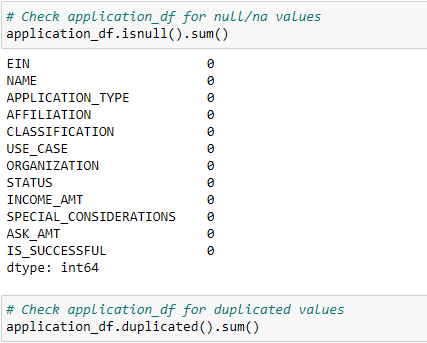 # Check application_df for null/na values
application_df.isnull().sum()
EIN 0
NAME 0
APPLICATION_TYPE 0
AFFILIATION 0
CLASSIFICATION 0
USE_CASE 0
ORGANIZATION 0
STATUS 0
INCOME_AMT 0
SPECIAL_CONSIDERATIONS 0
ASK_AMT 0
IS_SUCCESSFUL 0
dtype: int64
# Check application_df for duplicated values
application_df.duplicated().sum()